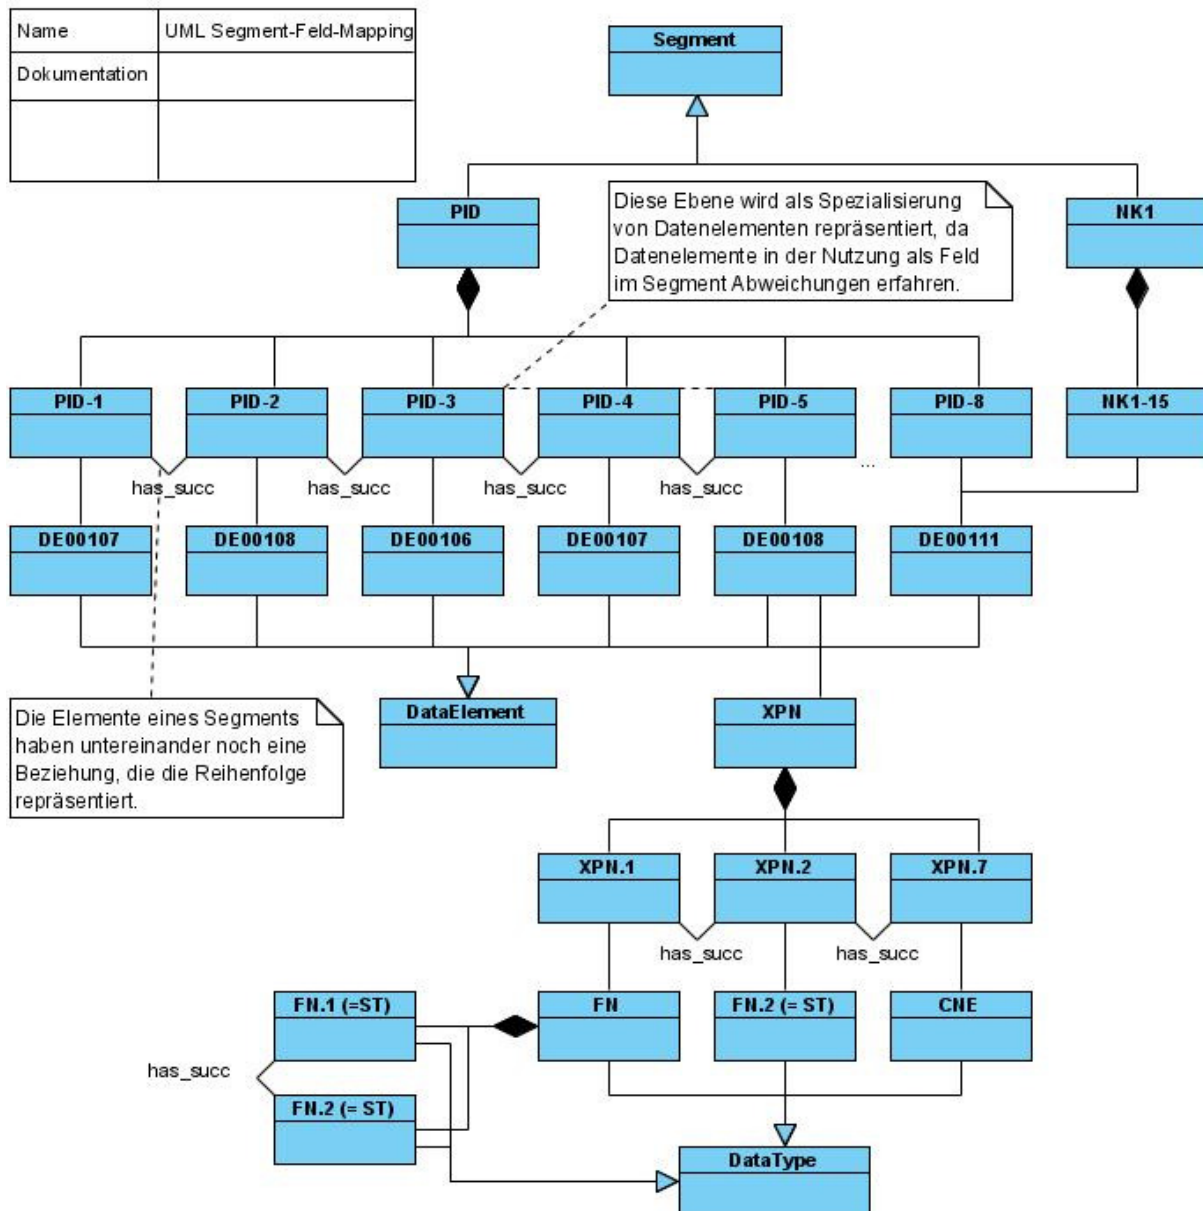 Name
UML Segment-Feld-Mapping
Dokumentation
Segment
PID
Diese Ebene wird als Spezialisierung
von Datenelementen repräsentiert, da
Datenelemente in der Nutzung als Feld
im Segment Abweichungen erfahren.
NK1
PID-1
PID-2
PID-3
PID-4
PID-5
PID-8
NK1-15
has_succ
has_succ
has_succ
has_succ
...
DE00107
DE00108
DE00106
DE00107
DE00108
DE00111
Die Elemente eines Segments
haben untereinander noch eine
Beziehung, die die Reihenfolge
repräsentiert.
DataElement
XPN
XPN.1
XPN.2
XPN.7
has_succ
has_succ
FN.1 (=ST)
FN
FN.2 (= ST)
CNE
has_succ
FN.2 (= ST)
DataType